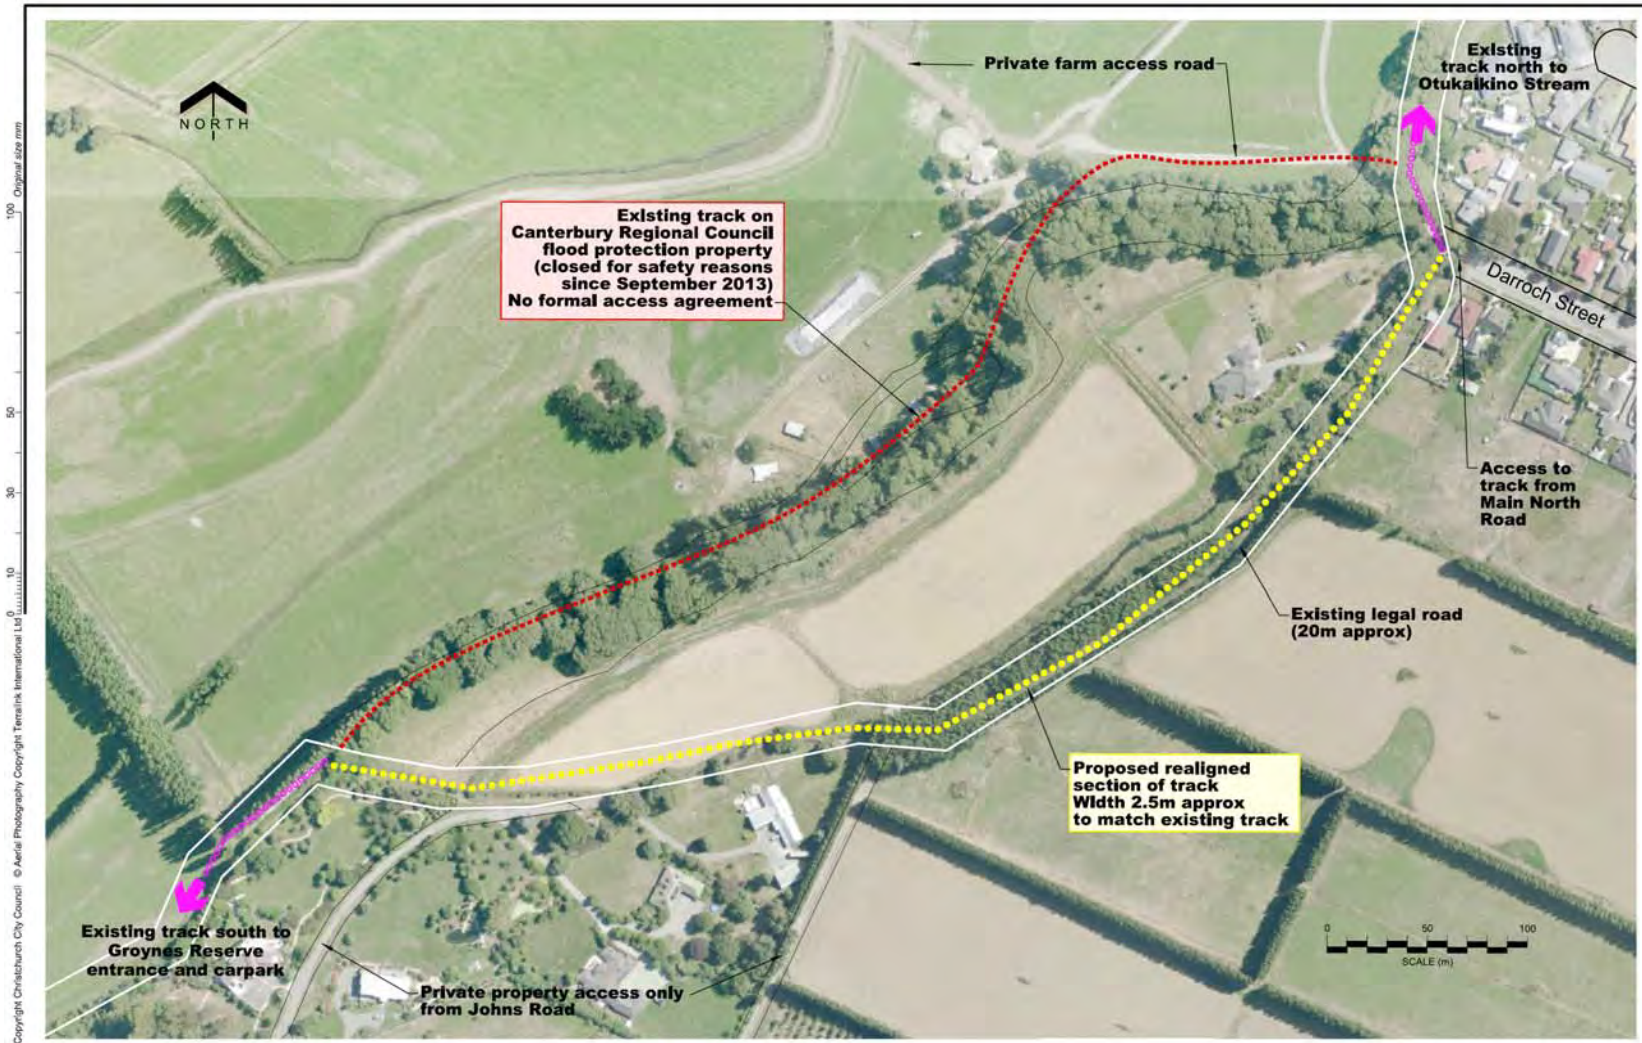 Private farm access road
Existing
track north to
Otukaikino Stream
NORTH
Existing track on
Canterbury Regional Council
flood protection property
(closed for safety reasons
since September 2013)
No formal access agreement
Darroch Street
Access to
track from
Main North
Road
Existing legal road
(20m approx)
Proposed realigned
section of track
Width 2.5m approx
to match existing track
Existing track south to
Groynes Reserve
entrance and carpark
Private property access only
from Johns Road
0 50 100
SCALE (m)
Copyright Christchurch City Council © Aerial Photography Copyright Terralink International Ltd
0 10 30 50 100 Original size mm